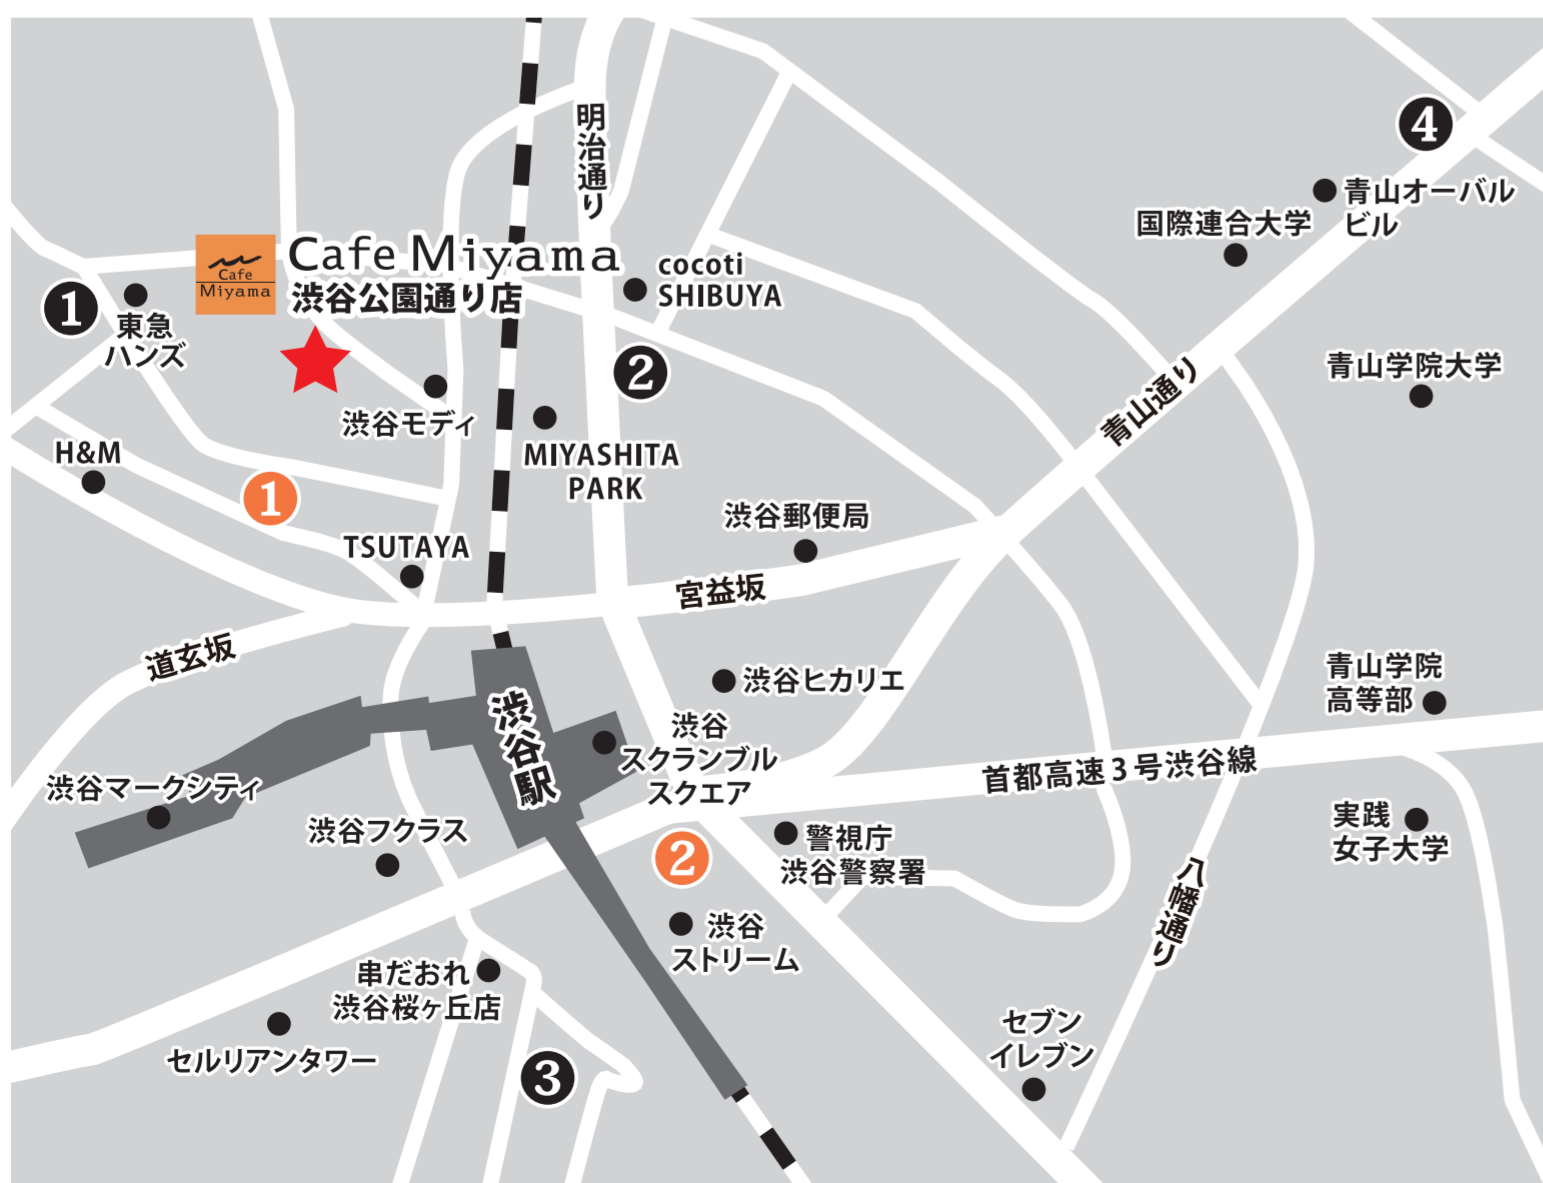 明治通り
4
青山オーバル
ビル
国際連合大学
Cafe Miyama
渋谷公園通り店
Cafe
Miyama
cocoti
SHIBUYA
1
東急
ハンズ
2
青山学院大学
青山通り
渋谷モディ
H&M
MIYASHITA
PARK
1
渋谷郵便局
TSUTAYA
宮益坂
道玄坂
渋谷ヒカリエ
青山学院
高等部
渋谷駅
渋谷
スクランブル
スクエア
首都高速3号渋谷線
渋谷マークシティ
渋谷フクラス
2
警視庁
渋谷警察署
実践
女子大学
八幡通り
渋谷
ストリーム
串だおれ
渋谷桜ヶ丘店
セルリアンタワー
3
セブン
イレブン